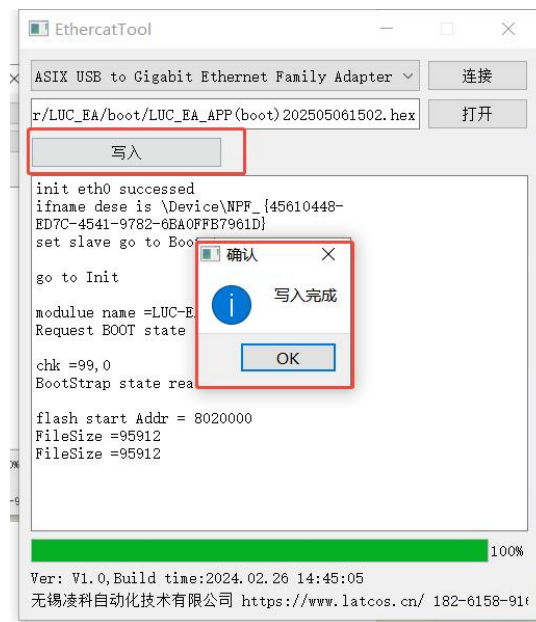 EthercatTool
ASIX USB to Gigabit Ethernet Family Adapter
连接
r/LUC_EA/boot/LUC_EA_APP(boot)202505061502.hex
打开
写入
init eth0 successed
ifname dese is \Device\NPF_{45610448-
ED7C-4541-9782-6BA0FFB7961D}
set slave go to Boo
确认
go to Init
写入完成
modulue name =LUC-E
Request BOOT state
OK
chk =99,0
BootStrap state rea
flash start Addr = 8020000
FileSize =95912
FileSize =95912
100%
Ver: V1.0,Build time:2024.02.26 14:45:05
无锡凌科自动化技术有限公司 https://www.latcos.cn/ 182-6158-916